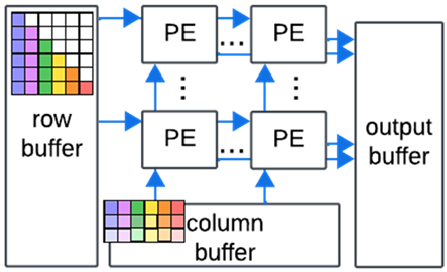 PE
PE
row
buffer
PE
PE
output
buffer
column
buffer